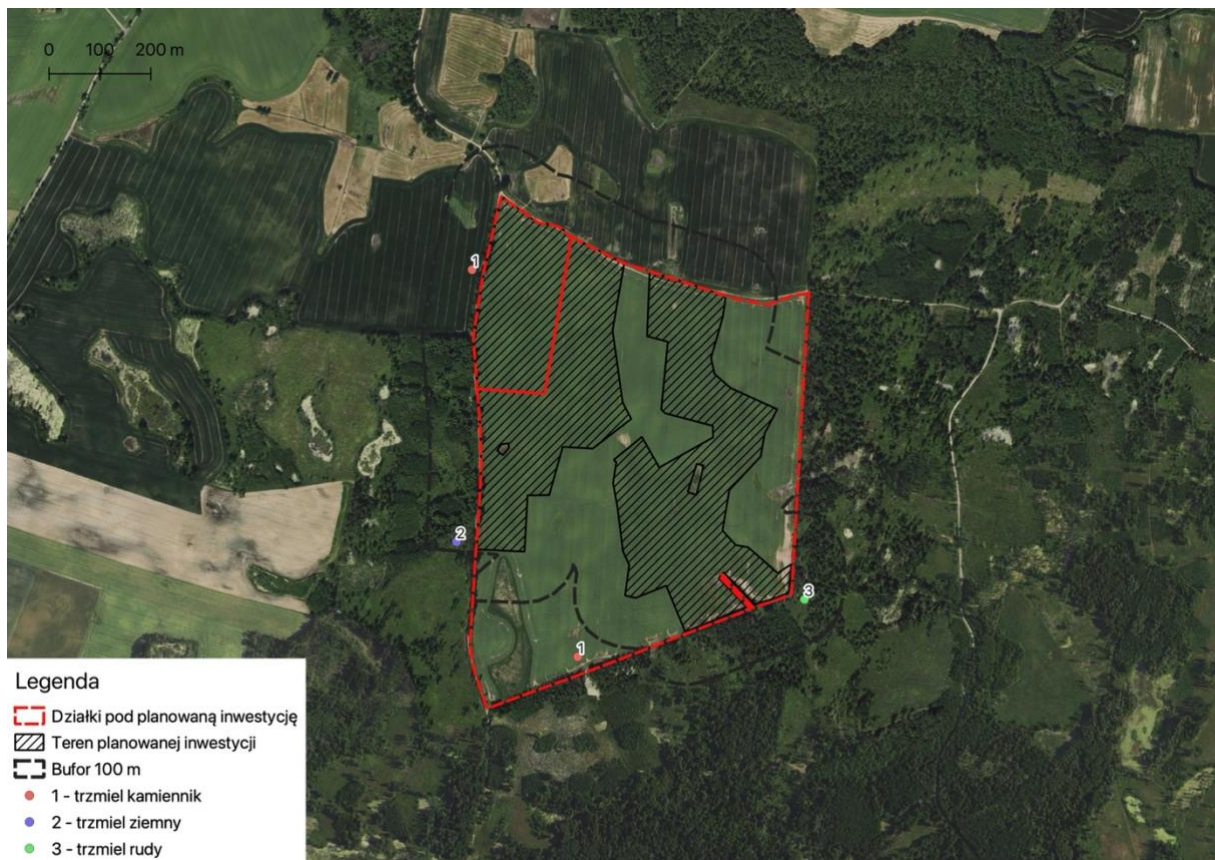 0 100 200 m
1
2
3
1
Legenda
Działki pod planowaną inwestycję
Teren planowanej inwestycji
Bufor 100 m
1 - trzmiel kamiennik
2 - trzmiel ziemny
3 - trzmiel rudy